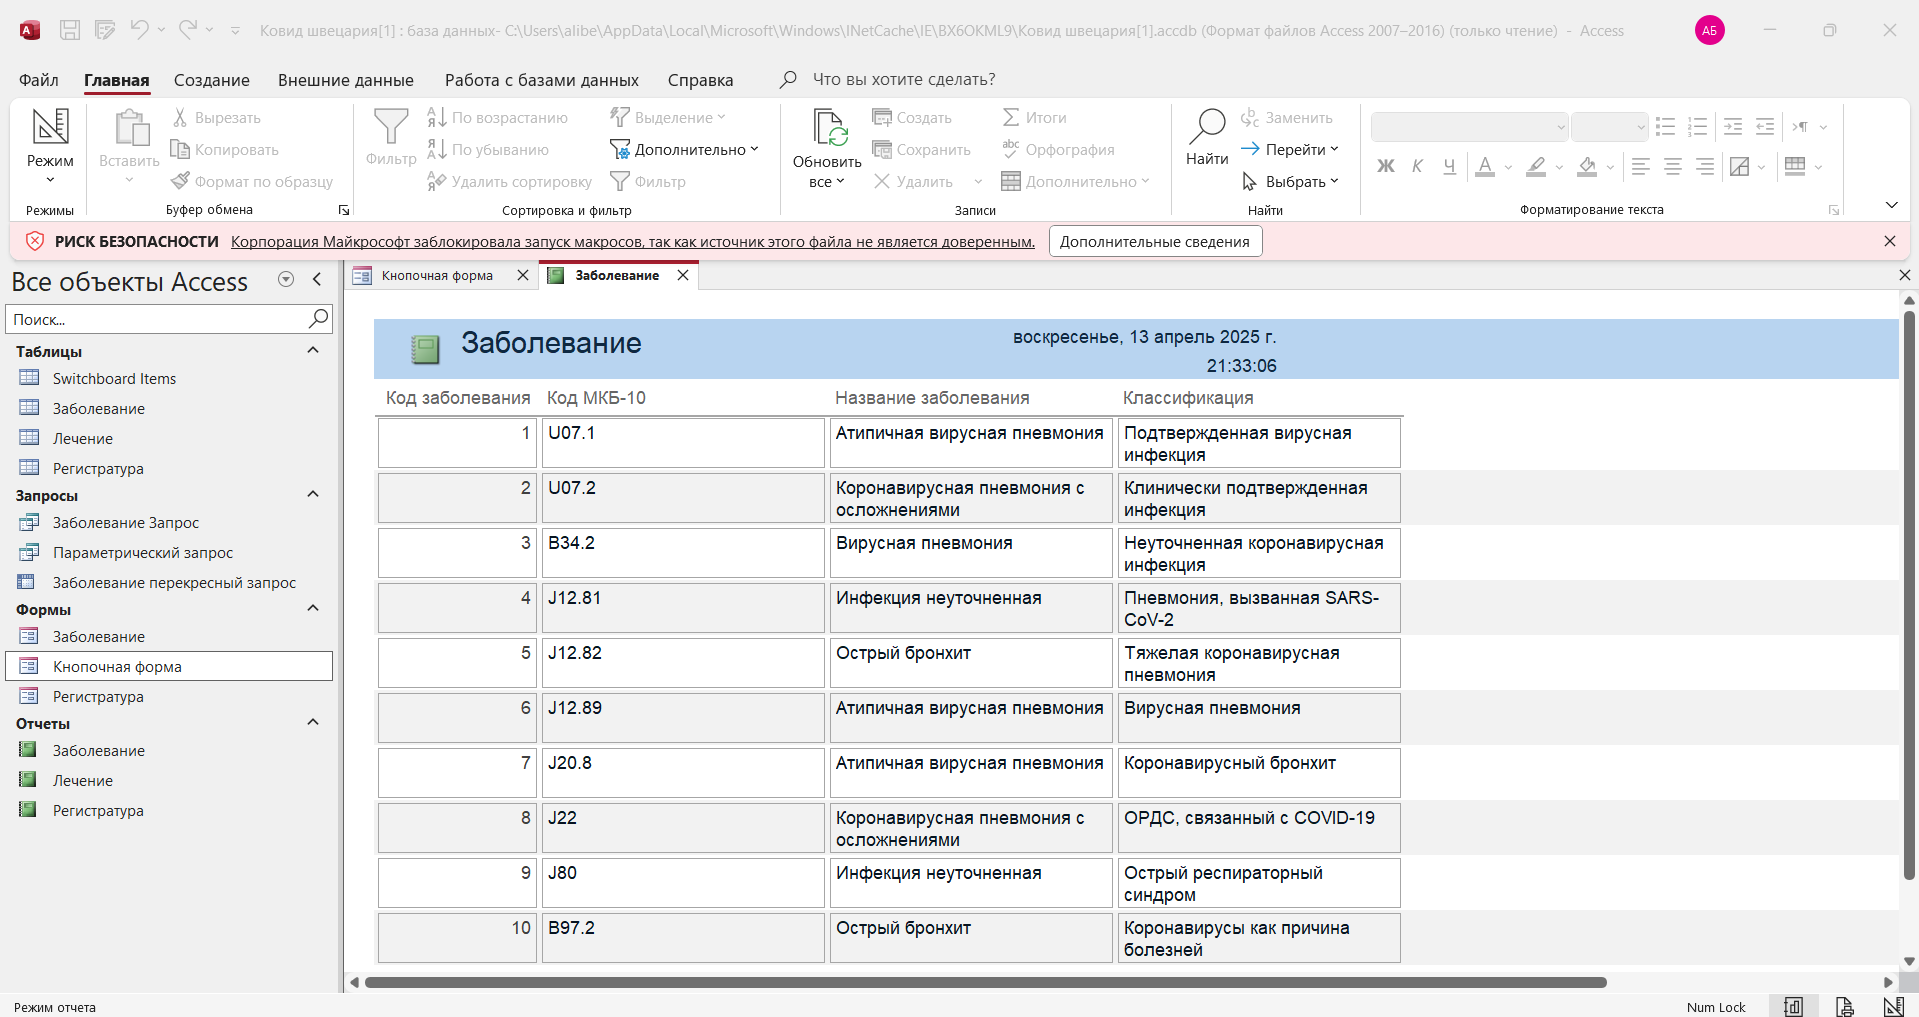 Ковид швецария[1] : база данных- C:\Users\alibe\AppData\Local\Microsoft\Windows\INetCache\IE\BX6OKML9\Ковид швецария[1].accdb (Формат файлов Access 2007–2016) (только чтение) - Access
АБ
Файл Главная Создание Внешние данные Работа с базами данных Справка Что вы хотите сделать?
Режим
Режимы
Вставить
Вырезать
Копировать
Формат по образцу
Буфер обмена
Фильтр
По возрастанию
По убыванию
Удалить сортировку
Выделение
Дополнительно
Фильтр
Сортировка и фильтр
Обновить
все
Создать
Сохранить
Удалить
Итоги
Орфография
Дополнительно
Записи
Найти
Заменить
Перейти
Выбрать
Найти
Ж К Ч А
Форматирование текста
РИСК БЕЗОПАСНОСТИ Корпорация Майкрософт заблокировала запуск макросов, так как источник этого файла не является доверенным. Дополнительные сведения
Все объекты Access
Поиск...
Таблицы
Switchboard Items
Заболевание
Лечение
Регистратура
Запросы
Заболевание Запрос
Параметрический запрос
Заболевание перекресный запрос
Формы
Заболевание
Кнопочная форма
Регистратура
Отчеты
Заболевание
Лечение
Регистратура
Кнопочная форма Заболевание
Заболевание
воскресенье, 13 апрель 2025 г.
21:33:06
Код заболевания Код МКБ-10 Название заболевания Классификация
1 U07.1 Атипичная вирусная пневмония Подтвержденная вирусная
инфекция
2 U07.2 Коронавирусная пневмония с Клинически подтвержденная
осложнениями инфекция
3 B34.2 Вирусная пневмония Неуточненная коронавирусная
инфекция
4 J12.81 Инфекция неуточненная Пневмония, вызванная SARS-
CoV-2
5 J12.82 Острый бронхит Тяжелая коронавирусная
пневмония
6 J12.89 Атипичная вирусная пневмония Вирусная пневмония
7 J20.8 Атипичная вирусная пневмония Коронавирусный бронхит
8 J22 Коронавирусная пневмония с ОРДС, связанный с COVID-19
осложнениями
9 J80 Инфекция неуточненная Острый респираторный
синдром
10 B97.2 Острый бронхит Коронавирусы как причина
болезней
Режим отчета
Num Lock